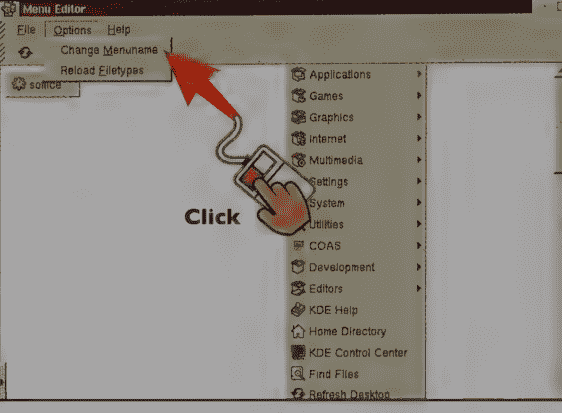 Menu Editor
File Options Help
Change Menuname
Reload Filetypes
soffice
Applications
Games
Graphics
Internet
Multimedia
Settings
System
Utilities
COAS
Development
Editors
KDE Help
Home Directory
KDE Control Center
Find Files
Refresh Desktop
Click